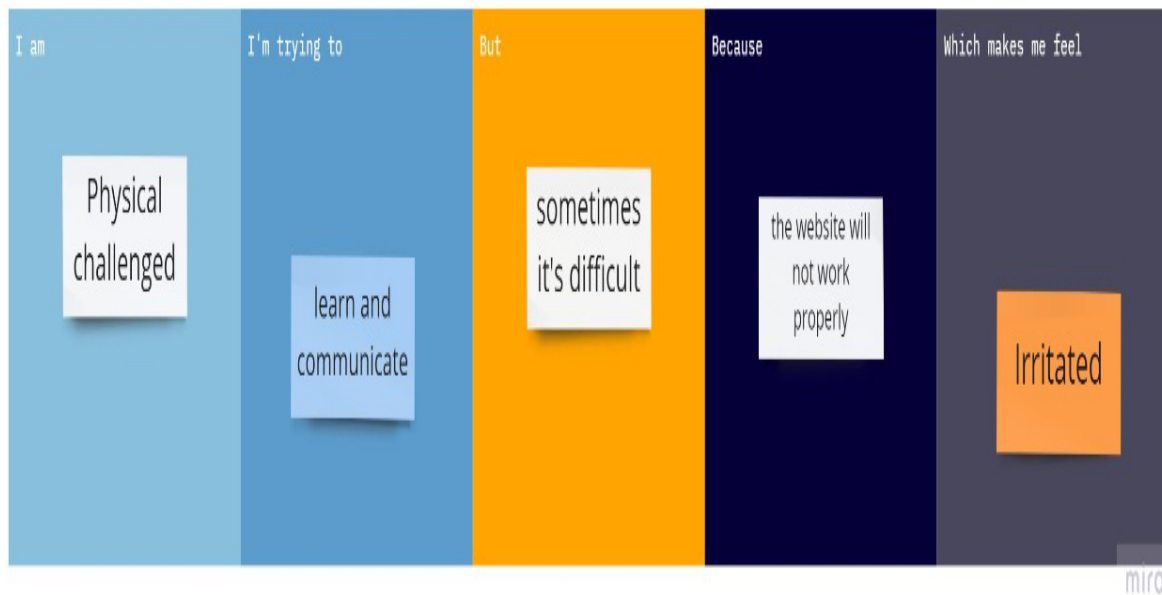 I am
Physical
challenged
I'm trying to
learn and
communicate
But
sometimes
it's difficult
Because
the website will
not work
properly
Which makes me feel
Irritated
miro